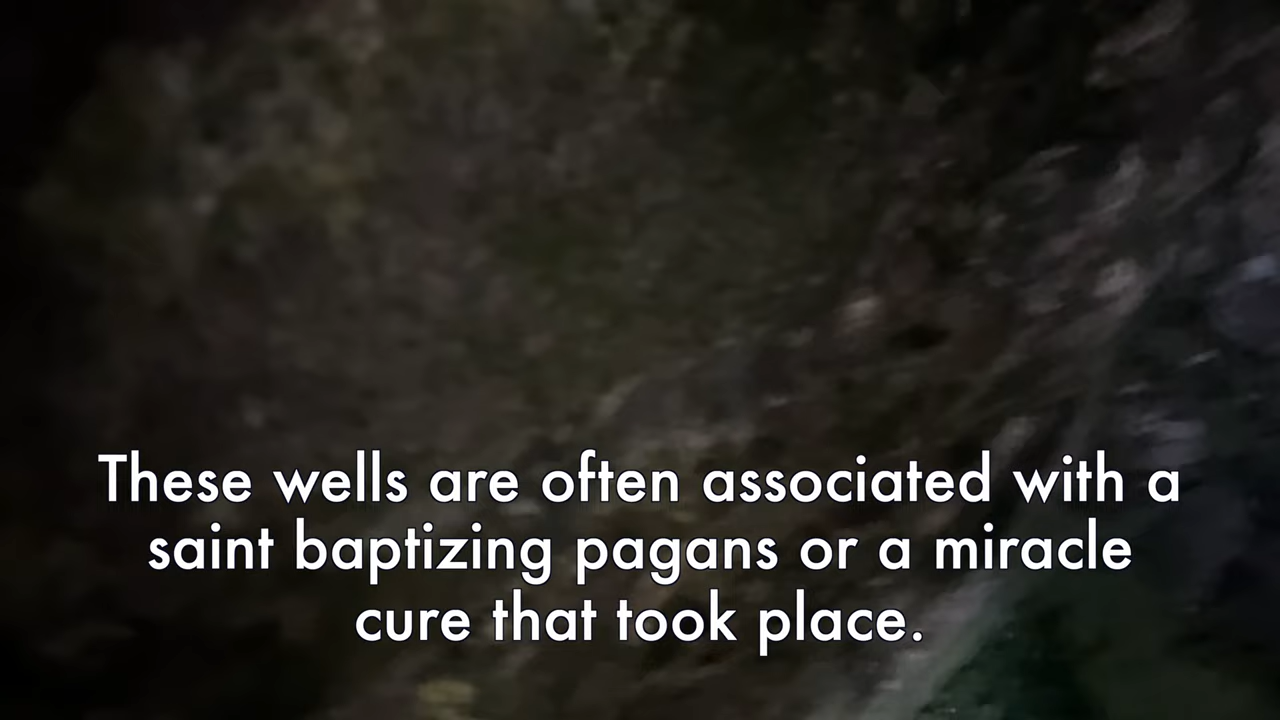 These wells are often associated with a
saint baptizing pagans or a miracle
cure that took place.